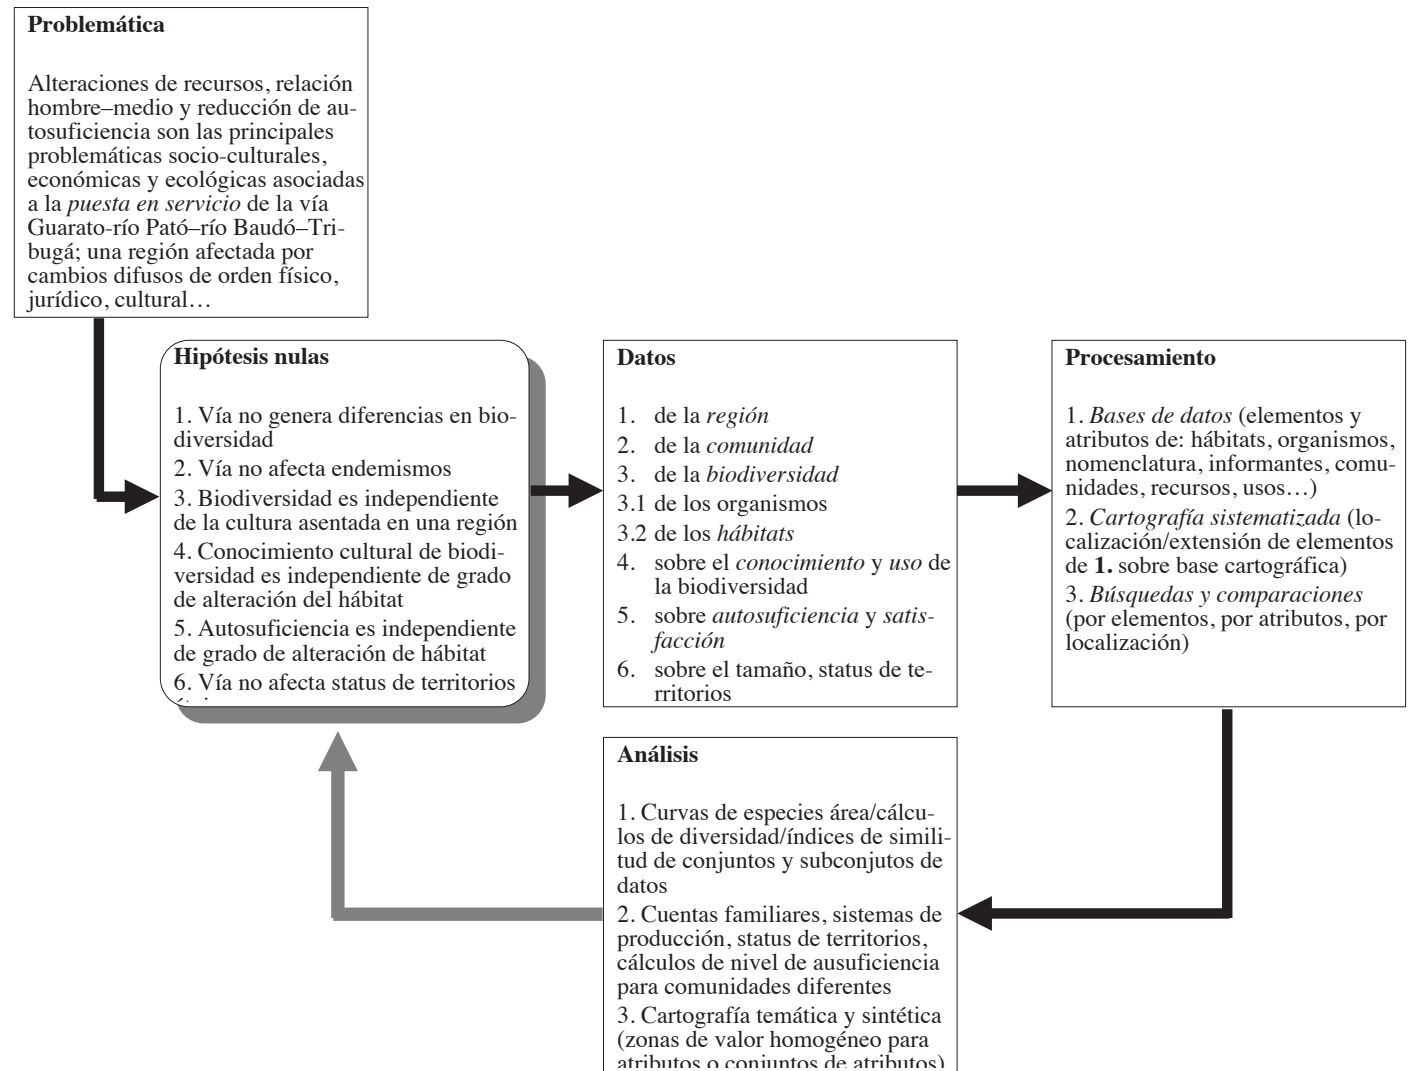 Problemática
Alteraciones de recursos, relación
hombre–medio y reducción de au-
tosuficiencia son las principales
problemáticas socio-culturales,
económicas y ecológicas asociadas
a la puesta en servicio de la vía
Guarato-río Pató–río Baudó–Tri-
bugá; una región afectada por
cambios difusos de orden físico,
jurídico, cultural…
Hipótesis nulas
1. Vía no genera diferencias en bio-
diversidad
2. Vía no afecta endemismos
3. Biodiversidad es independiente
de la cultura asentada en una región
4. Conocimiento cultural de biodi-
versidad es independiente de grado
de alteración del hábitat
5. Autosuficiencia es independiente
de grado de alteración de hábitat
6. Vía no afecta status de territorios
Datos
1. de la región
2. de la comunidad
3. de la biodiversidad
3.1 de los organismos
3.2 de los hábitats
4. sobre el conocimiento y uso de
la biodiversidad
5. sobre autosuficiencia y satis-
facción
6. sobre el tamaño, status de te-
rritorios
Procesamiento
1. Bases de datos (elementos y
atributos de: hábitats, organismos,
nomenclatura, informantes, comu-
nidades, recursos, usos…)
2. Cartografía sistematizada (lo-
calización/extensión de elementos
de 1. sobre base cartográfica)
3. Búsquedas y comparaciones
(por elementos, por atributos, por
localización)
Análisis
1. Curvas de especies área/cálcu-
los de diversidad/índices de simili-
tud de conjuntos y subconjutos de
datos
2. Cuentas familiares, sistemas de
producción, status de territorios,
cálculos de nivel de ausuficiencia
para comunidades diferentes
3. Cartografía temática y sintética
(zonas de valor homogéneo para
atributos o conjuntos de atributos)